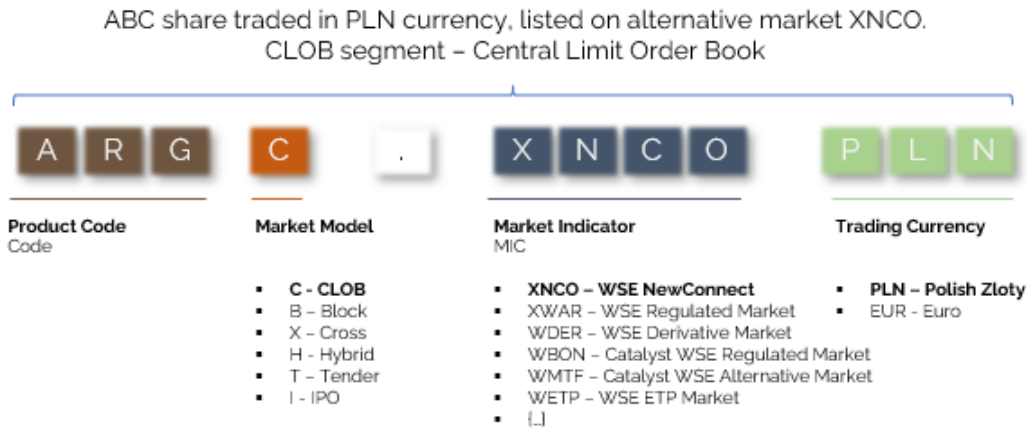 ABC share traded in PLN currency, listed on alternative market XNCO.
CLOB segment – Central Limit Order Book
A R G C . X N C O P L N
Product Code
Code
Market Model
▪ C - CLOB
▪ B – Block
▪ X – Cross
▪ H - Hybrid
▪ T – Tender
▪ I - IPO
Market Indicator
MIC
▪ XNCO – WSE NewConnect
▪ XWAR – WSE Regulated Market
▪ WDER – WSE Derivative Market
▪ WBON – Catalyst WSE Regulated Market
▪ WMTF – Catalyst WSE Alternative Market
▪ WETP – WSE ETP Market
▪ [...]
Trading Currency
▪ PLN – Polish Zloty
▪ EUR - Euro